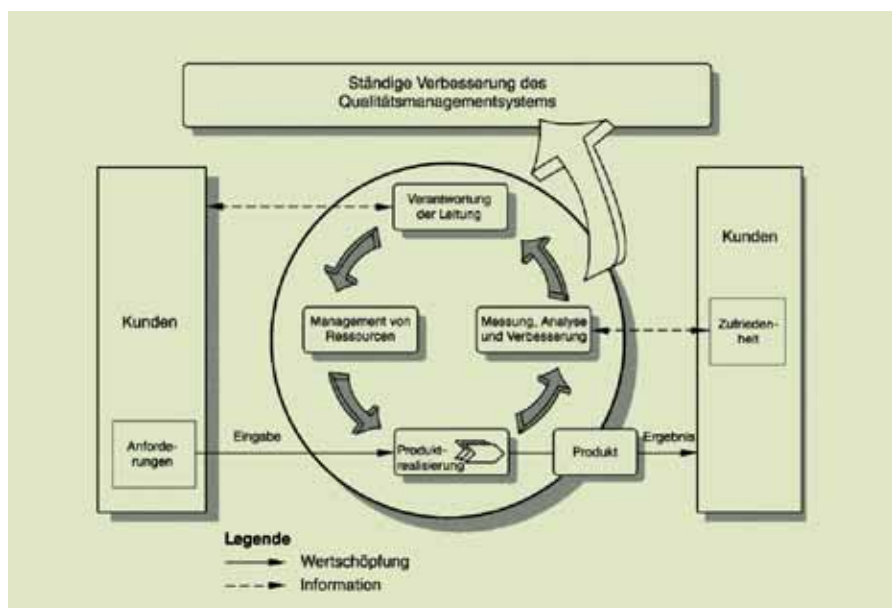 Ständige Verbesserung des
Qualitätsmanagementsystems
Verantwortung
der Leitung
Kunden
Kunden
Management von
Ressourcen
Messung, Analyse
und Verbesserung
Zufrieden-
heit
Anforde-
rungen
Eingabe
Produkt-
realisierung
Produkt
Ergebnis
Legende
Wertschöpfung
Information